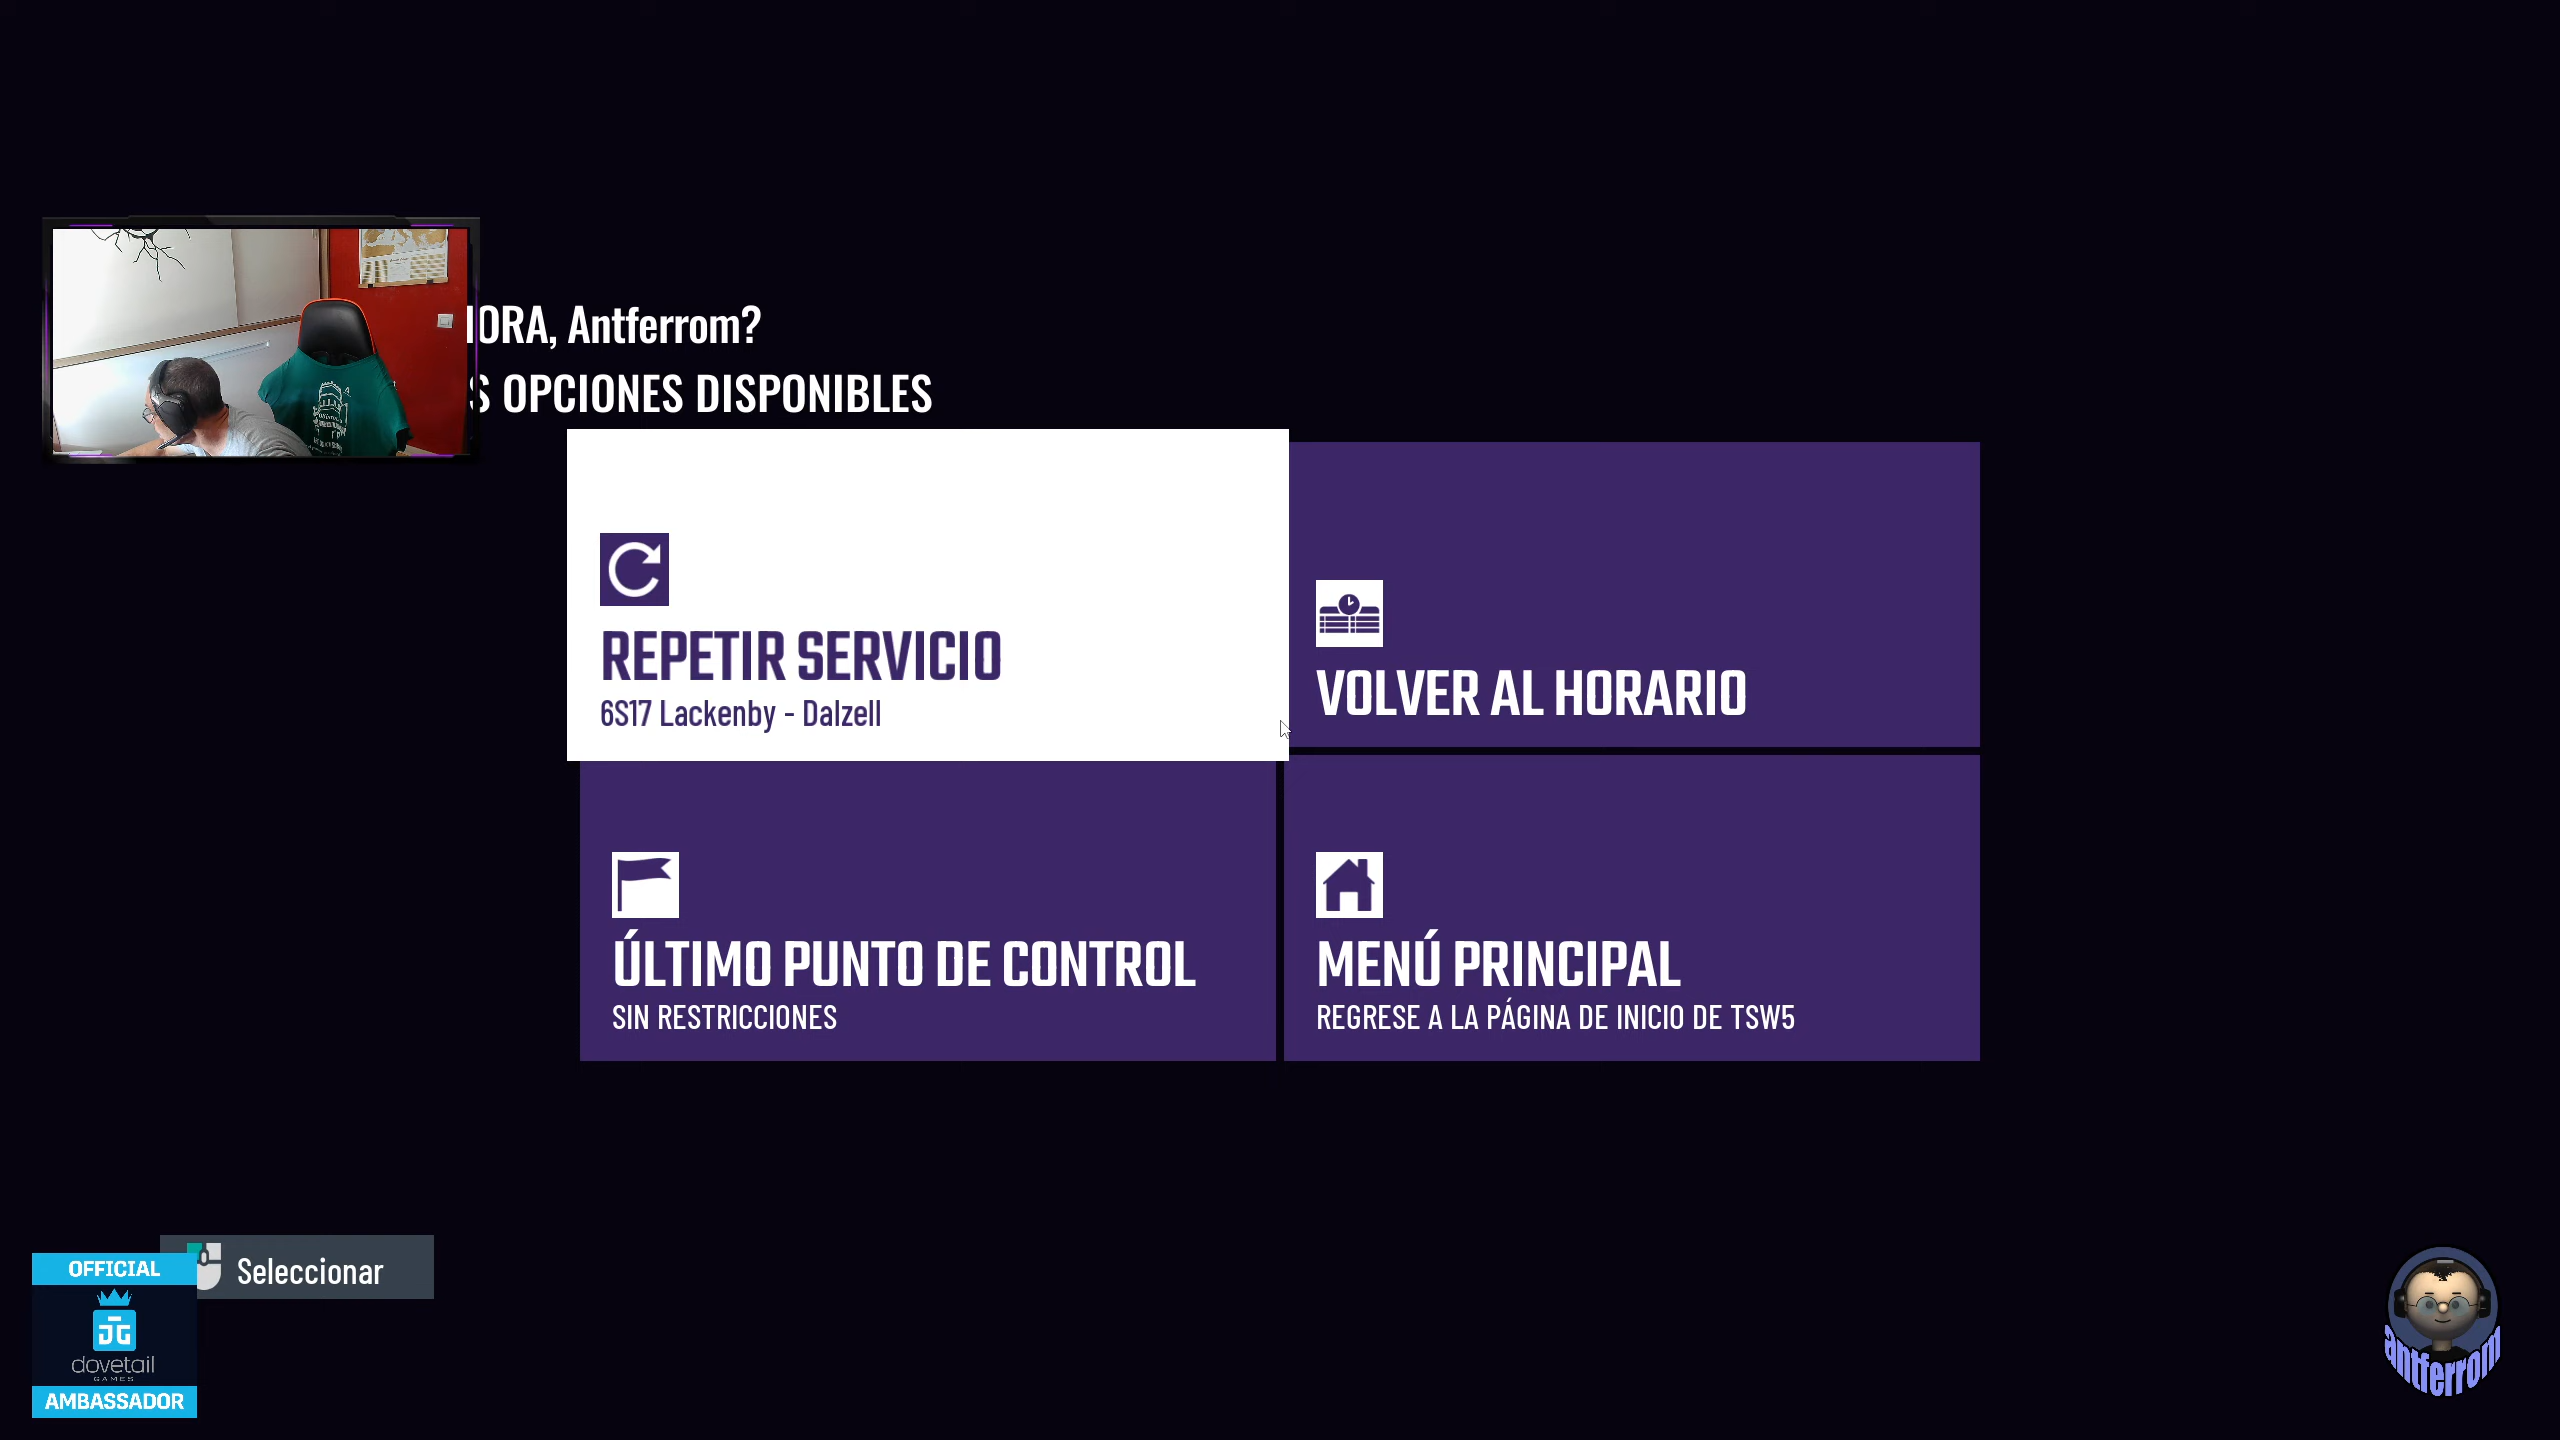 ORA, Antferrom?
S OPCIONES DISPONIBLES
REPETIR SERVICIO
6S17 Lackenby - Dalzell
VOLVER AL HORARIO
ÚLTIMO PUNTO DE CONTROL
SIN RESTRICCIONES
MENÚ PRINCIPAL
REGRESE A LA PÁGINA DE INICIO DE TSW5
Seleccionar
OFFICIAL
dovetail
GAMES
AMBASSADOR
antferrom